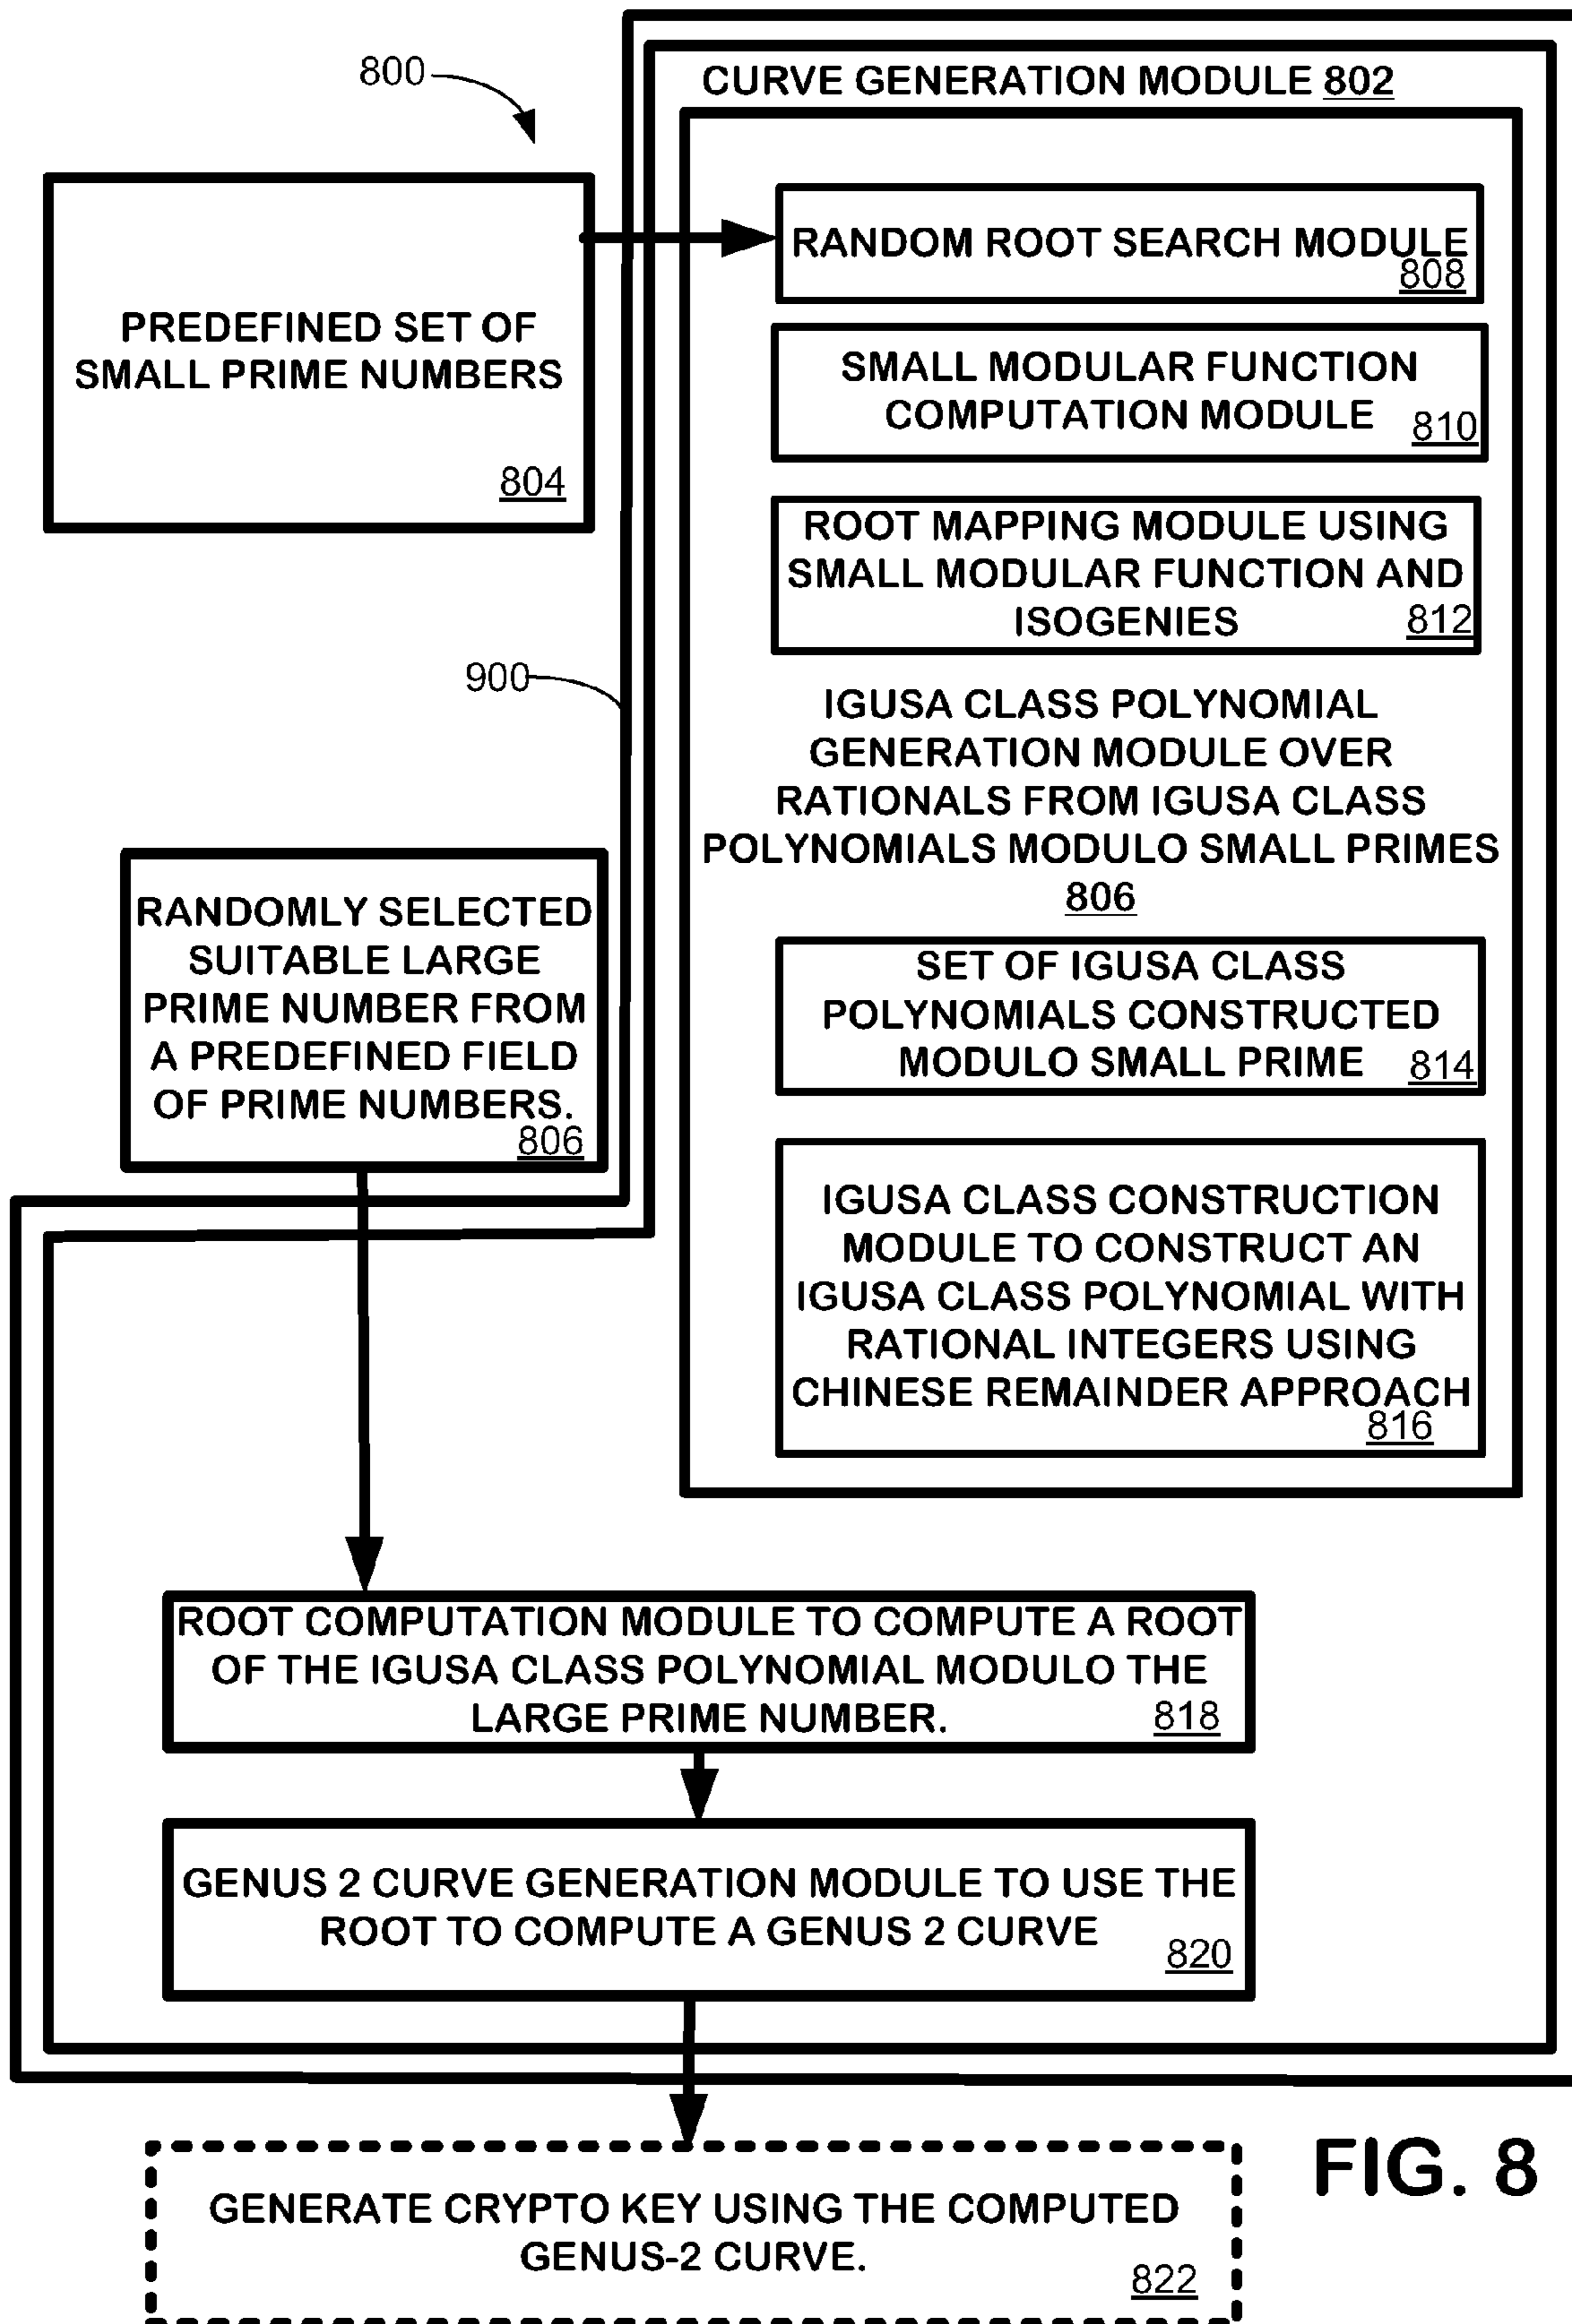 800
CURVE GENERATION MODULE 802
PREDEFINED SET OF
SMALL PRIME NUMBERS
804
RANDOM ROOT SEARCH MODULE
808
SMALL MODULAR FUNCTION
COMPUTATION MODULE 810
ROOT MAPPING MODULE USING
SMALL MODULAR FUNCTION AND
ISOGENIES 812
900
IGUSA CLASS POLYNOMIAL
GENERATION MODULE OVER
RATIONALS FROM IGUSA CLASS
POLYNOMIALS MODULO SMALL PRIMES
806
RANDOMLY SELECTED
SUITABLE LARGE
PRIME NUMBER FROM
A PREDEFINED FIELD
OF PRIME NUMBERS.
806
SET OF IGUSA CLASS
POLYNOMIALS CONSTRUCTED
MODULO SMALL PRIME 814
IGUSA CLASS CONSTRUCTION
MODULE TO CONSTRUCT AN
IGUSA CLASS POLYNOMIAL WITH
RATIONAL INTEGERS USING
CHINESE REMAINDER APPROACH
816
ROOT COMPUTATION MODULE TO COMPUTE A ROOT
OF THE IGUSA CLASS POLYNOMIAL MODULO THE
LARGE PRIME NUMBER. 818
GENUS 2 CURVE GENERATION MODULE TO USE THE
ROOT TO COMPUTE A GENUS 2 CURVE
820
GENERATE CRYPTO KEY USING THE COMPUTED
GENUS-2 CURVE.
822
FIG. 8